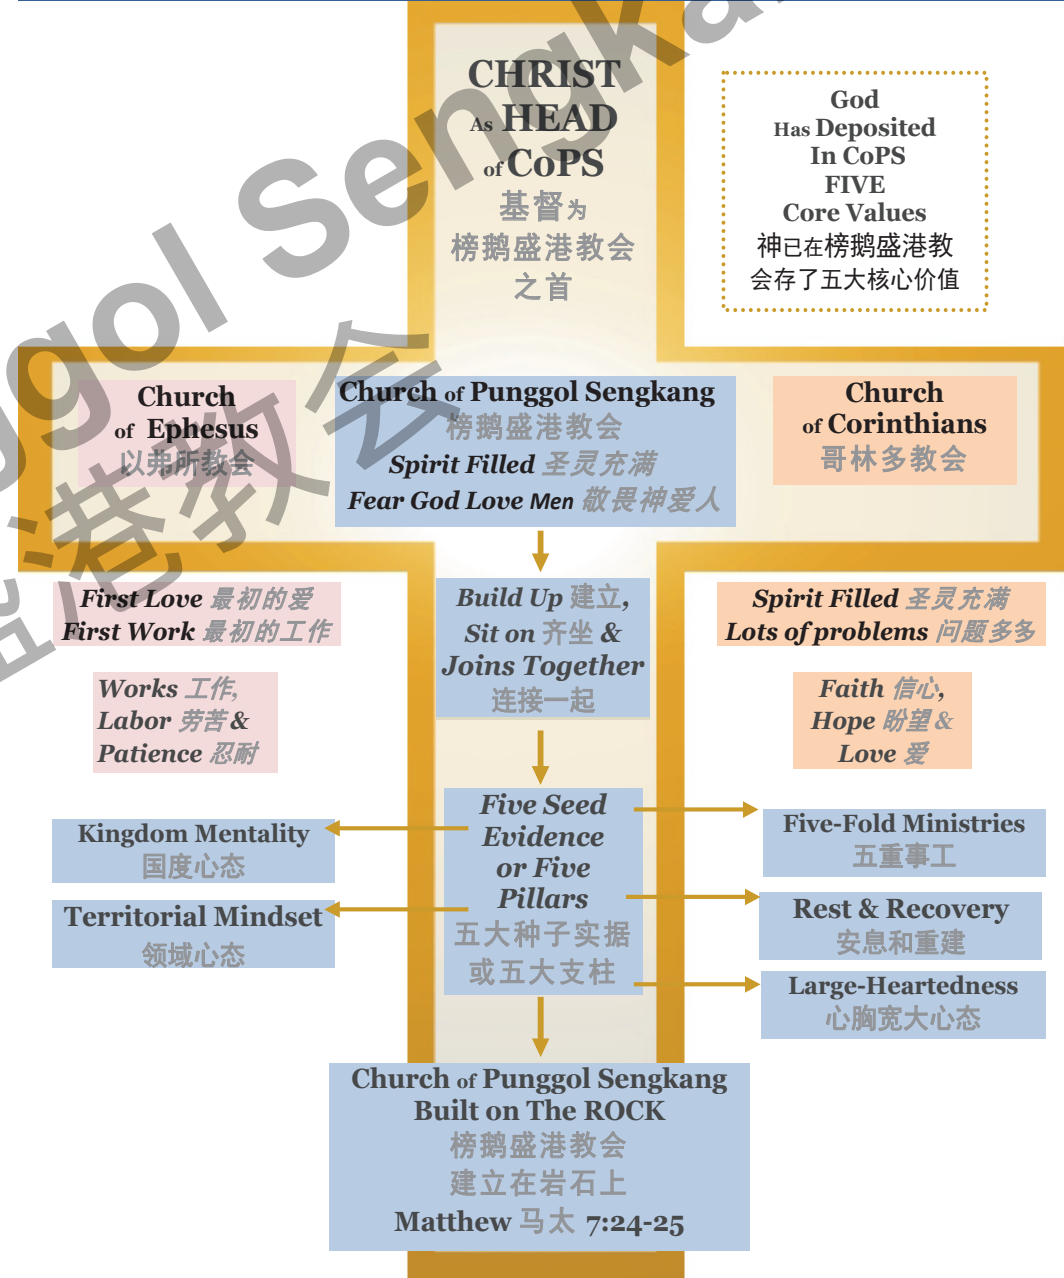 CHRIST
As HEAD
of CoPS
基督为
榜鹅盛港教会
之首
God
Has Deposited
In CoPS
FIVE
Core Values
神已在榜鹅盛港教
会存了五大核心价值
Church
of Ephesus
以弗所教会
Church of Punggol Sengkang
榜鹅盛港教会
Spirit Filled 圣灵充满
Fear God Love Men 敬畏神爱人
Church
of Corinthians
哥林多教会
First Love 最初的爱
First Work 最初的工作
Works 工作,
Labor 劳苦 &
Patience 忍耐
Build Up 建立,
Sit on 齐坐 &
Joins Together
连接一起
Spirit Filled 圣灵充满
Lots of problems 问题多多
Faith 信心,
Hope 盼望 &
Love 爱
Five Seed
Evidence
or Five
Pillars
五大种子实据
或五大支柱
Kingdom Mentality
国度心态
Territorial Mindset
领域心态
Five-Fold Ministries
五重事工
Rest & Recovery
安息和重建
Large-Heartedness
心胸宽大心态
Church of Punggol Sengkang
Built on The ROCK
榜鹅盛港教会
建立在岩石上
Matthew 马太 7:24-25
ggol Sengka
盛港教会